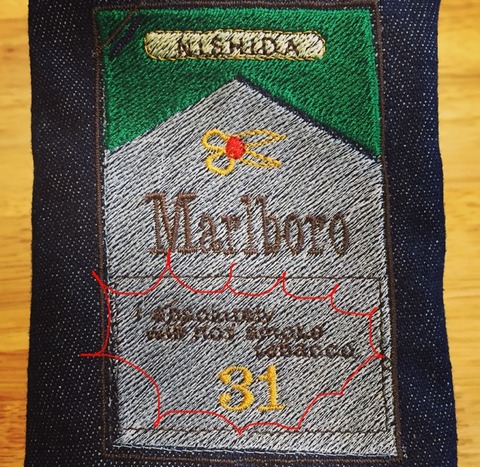 NISHIDA
Marlboro
I absolutely
will not smoke
tobacco
31